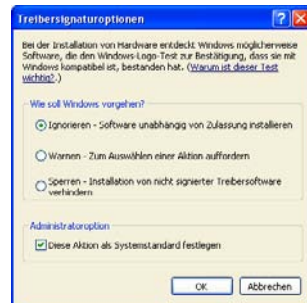 Treibersignaturoptionen
Bei der Installation von Hardware entdeckt Windows möglicherweise
Software, die den Windows-Logo-Test zur Bestätigung, dass sie mit
Windows kompatibel ist, bestanden hat. (Warum ist dieser Test
wichtig?.)
Wie soll Windows vorgehen?
Ignorieren - Software unabhängig von Zulassung installieren
Warnen - Zum Auswählen einer Aktion auffordern
Sperren - Installation von nicht signierter Treibersoftware
verhindern
Administratoroption
Diese Aktion als Systemstandard festlegen
OK
Abbrechen